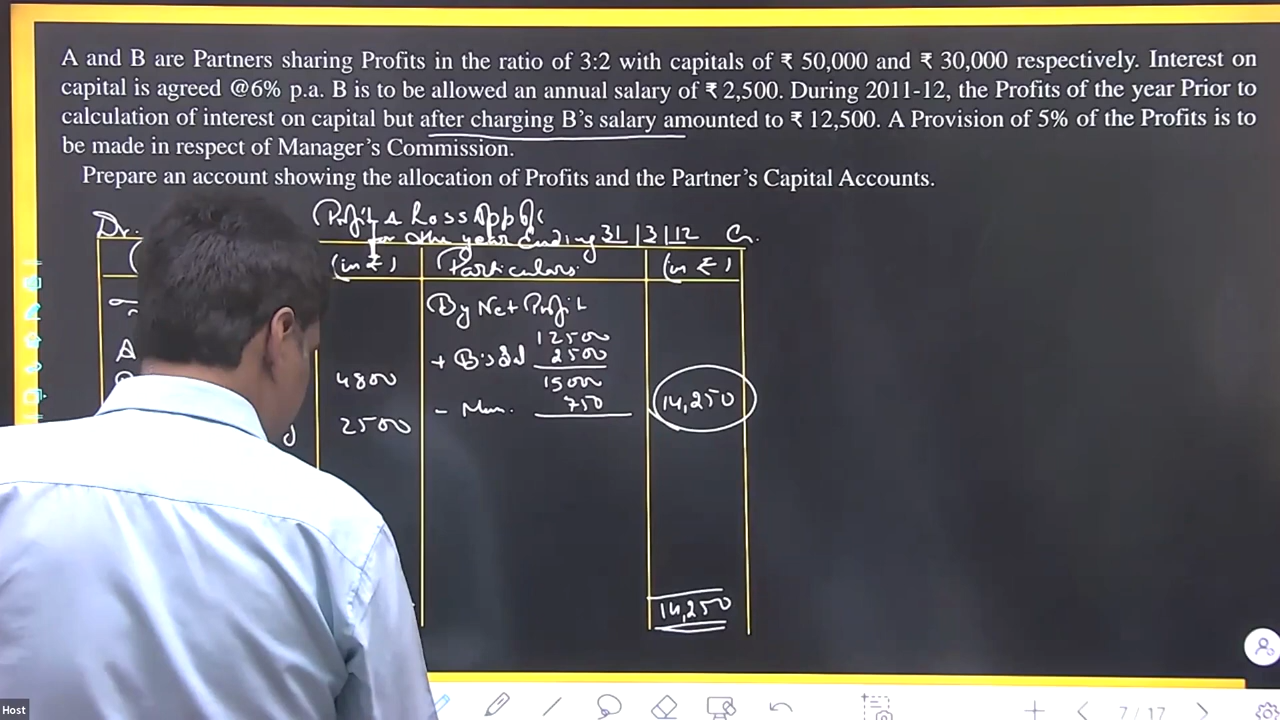 A and B are Partners sharing Profits in the ratio of 3:2 with capitals of ₹ 50,000 and ₹ 30,000 respectively. Interest on
capital is agreed @6% p.a. B is to be allowed an annual salary of ₹ 2,500. During 2011-12, the Profits of the year Prior to
calculation of interest on capital but after charging B's salary amounted to ₹ 12,500. A Provision of 5% of the Profits is to
be made in respect of Manager's Commission.
Prepare an account showing the allocation of Profits and the Partner's Capital Accounts.
Dr. Profit & Loss App A/c
for the year Ending 31/3/12 Cr.
(in ₹) Particulars (in ₹)
By Net Profit
12500
A + B's Sal 2500
4800 15000
- Man. 750 14,250
2500
14,250
Host
7 / 17